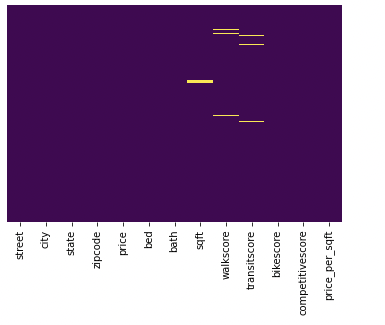 street
city
state
zipcode
price
bed
bath
sqft
walkscore
transitscore
bikescore
competitivescore
price_per_sqft